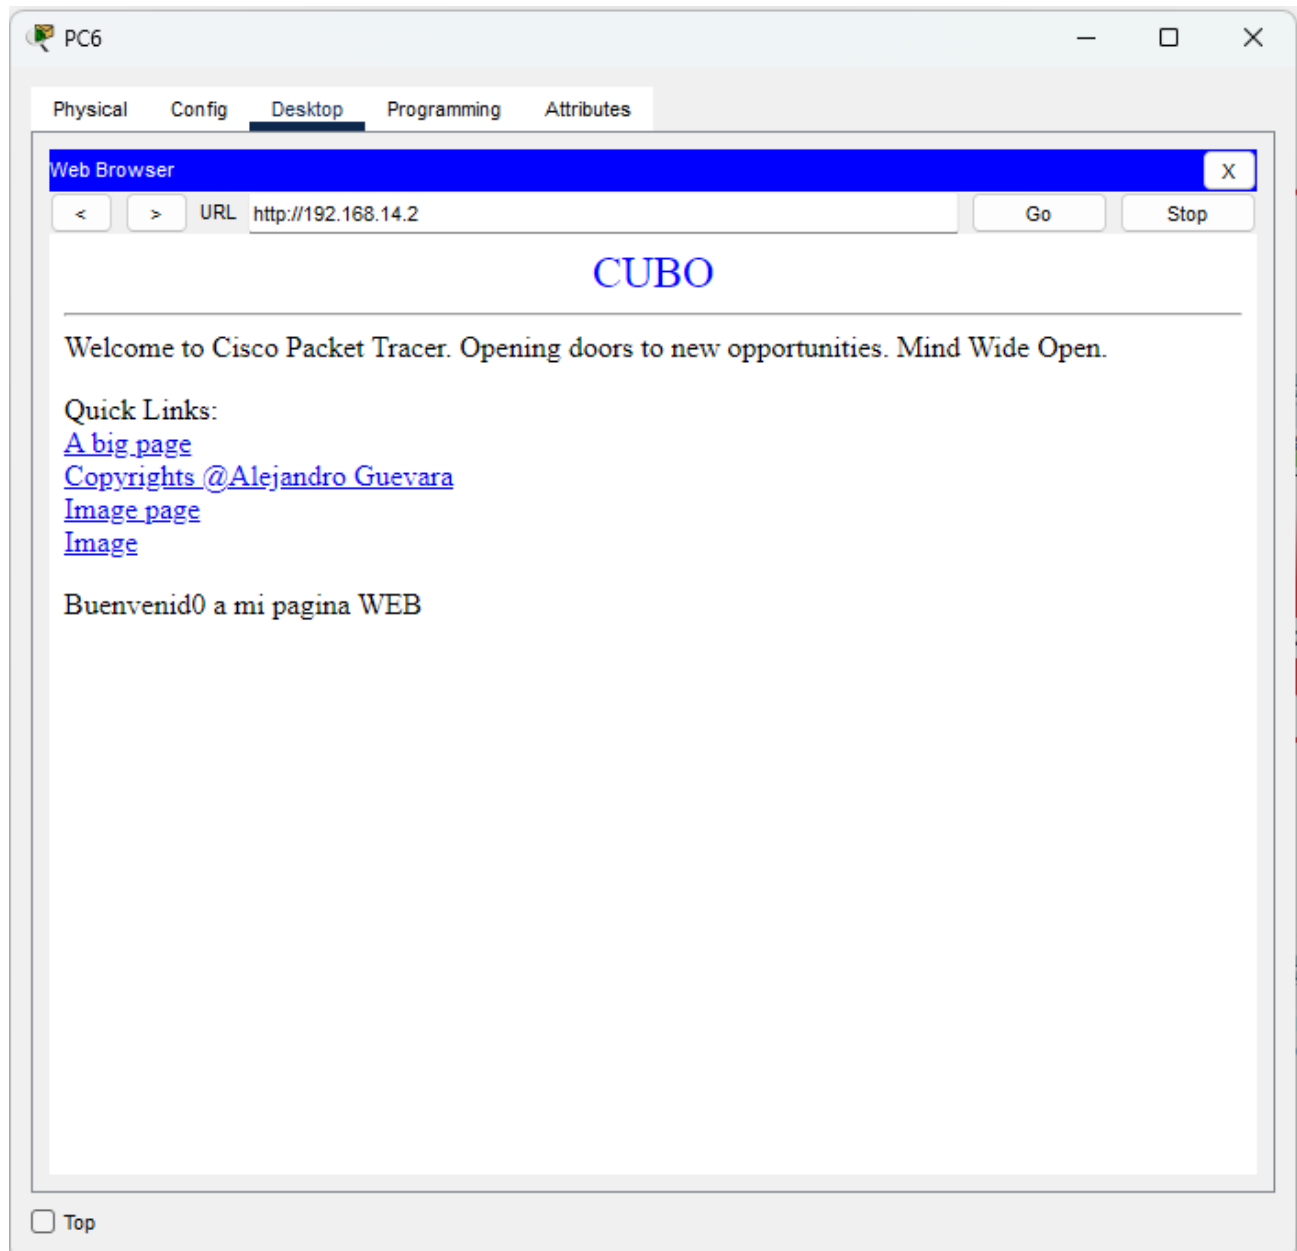 PC6
Physical Config Desktop Programming Attributes
Web Browser X
< > URL http://192.168.14.2 Go Stop
CUBO
Welcome to Cisco Packet Tracer. Opening doors to new opportunities. Mind Wide Open.
Quick Links:
A big page
Copyrights @Alejandro Guevara
Image page
Image
Buenvenid0 a mi pagina WEB
Top